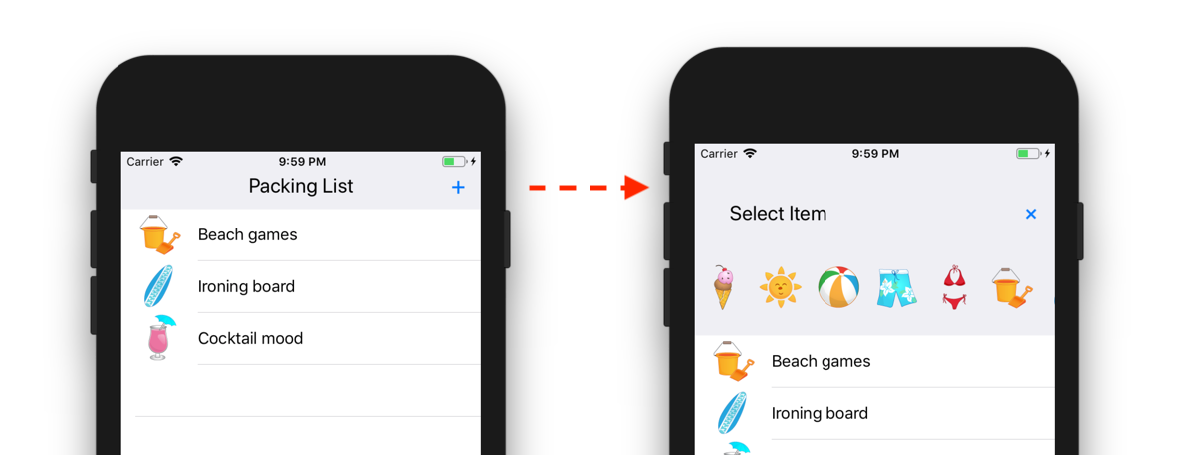 Carrier 9:59 PM
Packing List +
Beach games
Ironing board
Cocktail mood
Carrier 9:59 PM
Select Item ×
Beach games
Ironing board